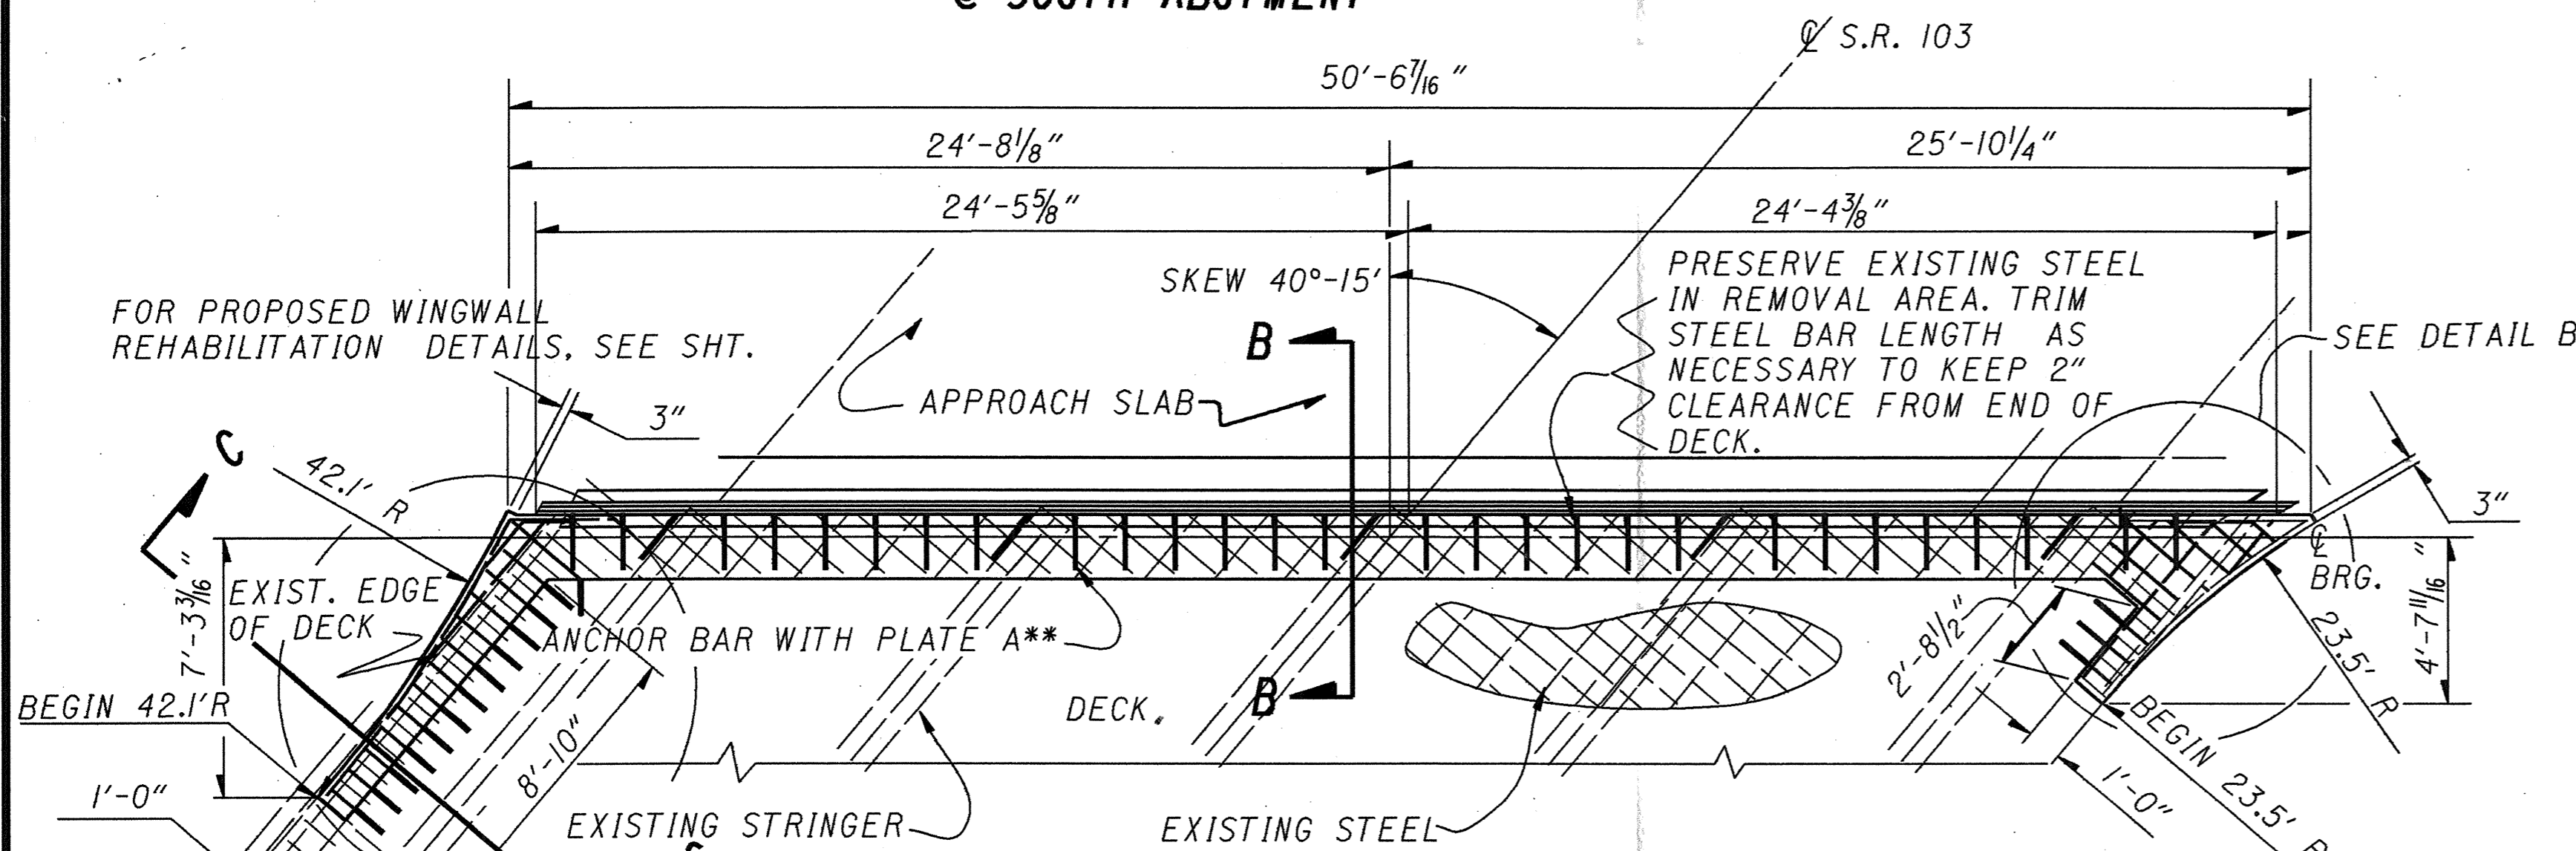 @ SOUTH ABUTMENT
℄ S.R. 103
50'-6 7/16"
24'-8 1/8"
25'-10 1/4"
24'-5 5/8"
24'-4 3/8"
SKEW 40°-15'
PRESERVE EXISTING STEEL
IN REMOVAL AREA. TRIM
STEEL BAR LENGTH AS
NECESSARY TO KEEP 2"
CLEARANCE FROM END OF
DECK.
FOR PROPOSED WINGWALL
REHABILITATION DETAILS, SEE SHT.
B
SEE DETAIL B
APPROACH SLAB
3"
C
42.1' R
3"
℄
BRG.
7'-3 3/16"
EXIST. EDGE
OF DECK
ANCHOR BAR WITH PLATE A**
2'-8 1/2"
23.5' R
4'-7 11/16"
BEGIN 42.1'R
DECK
B
BEGIN 23.5' R
8'-10"
1'-0"
1'-0"
EXISTING STRINGER
EXISTING STEEL